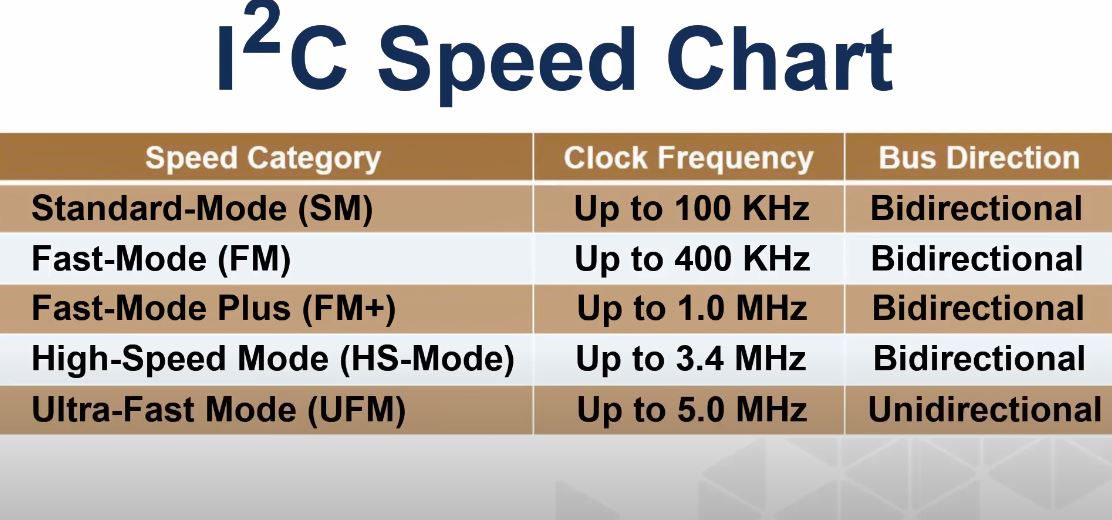 I²C Speed Chart
Speed Category Clock Frequency Bus Direction
Standard-Mode (SM) Up to 100 KHz Bidirectional
Fast-Mode (FM) Up to 400 KHz Bidirectional
Fast-Mode Plus (FM+) Up to 1.0 MHz Bidirectional
High-Speed Mode (HS-Mode) Up to 3.4 MHz Bidirectional
Ultra-Fast Mode (UFM) Up to 5.0 MHz Unidirectional